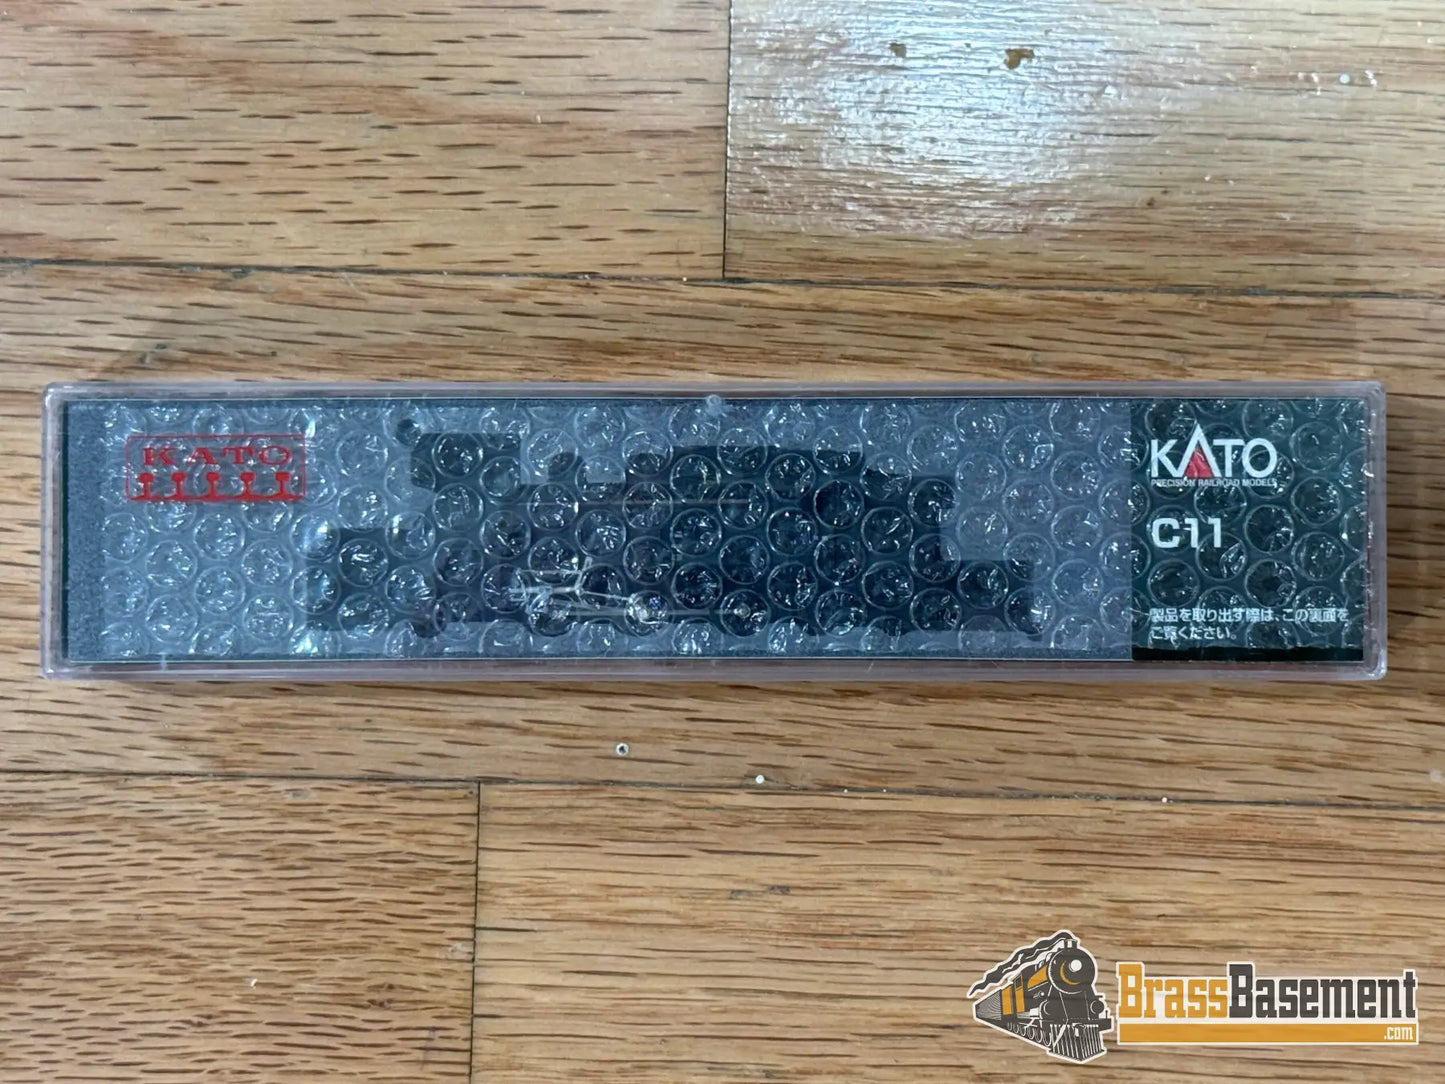 KATO
KATO
PRECISION RAILROAD MODELS
C11
製品を取り出す際は、この裏面を
ご覧ください。
BrassBasement
.com